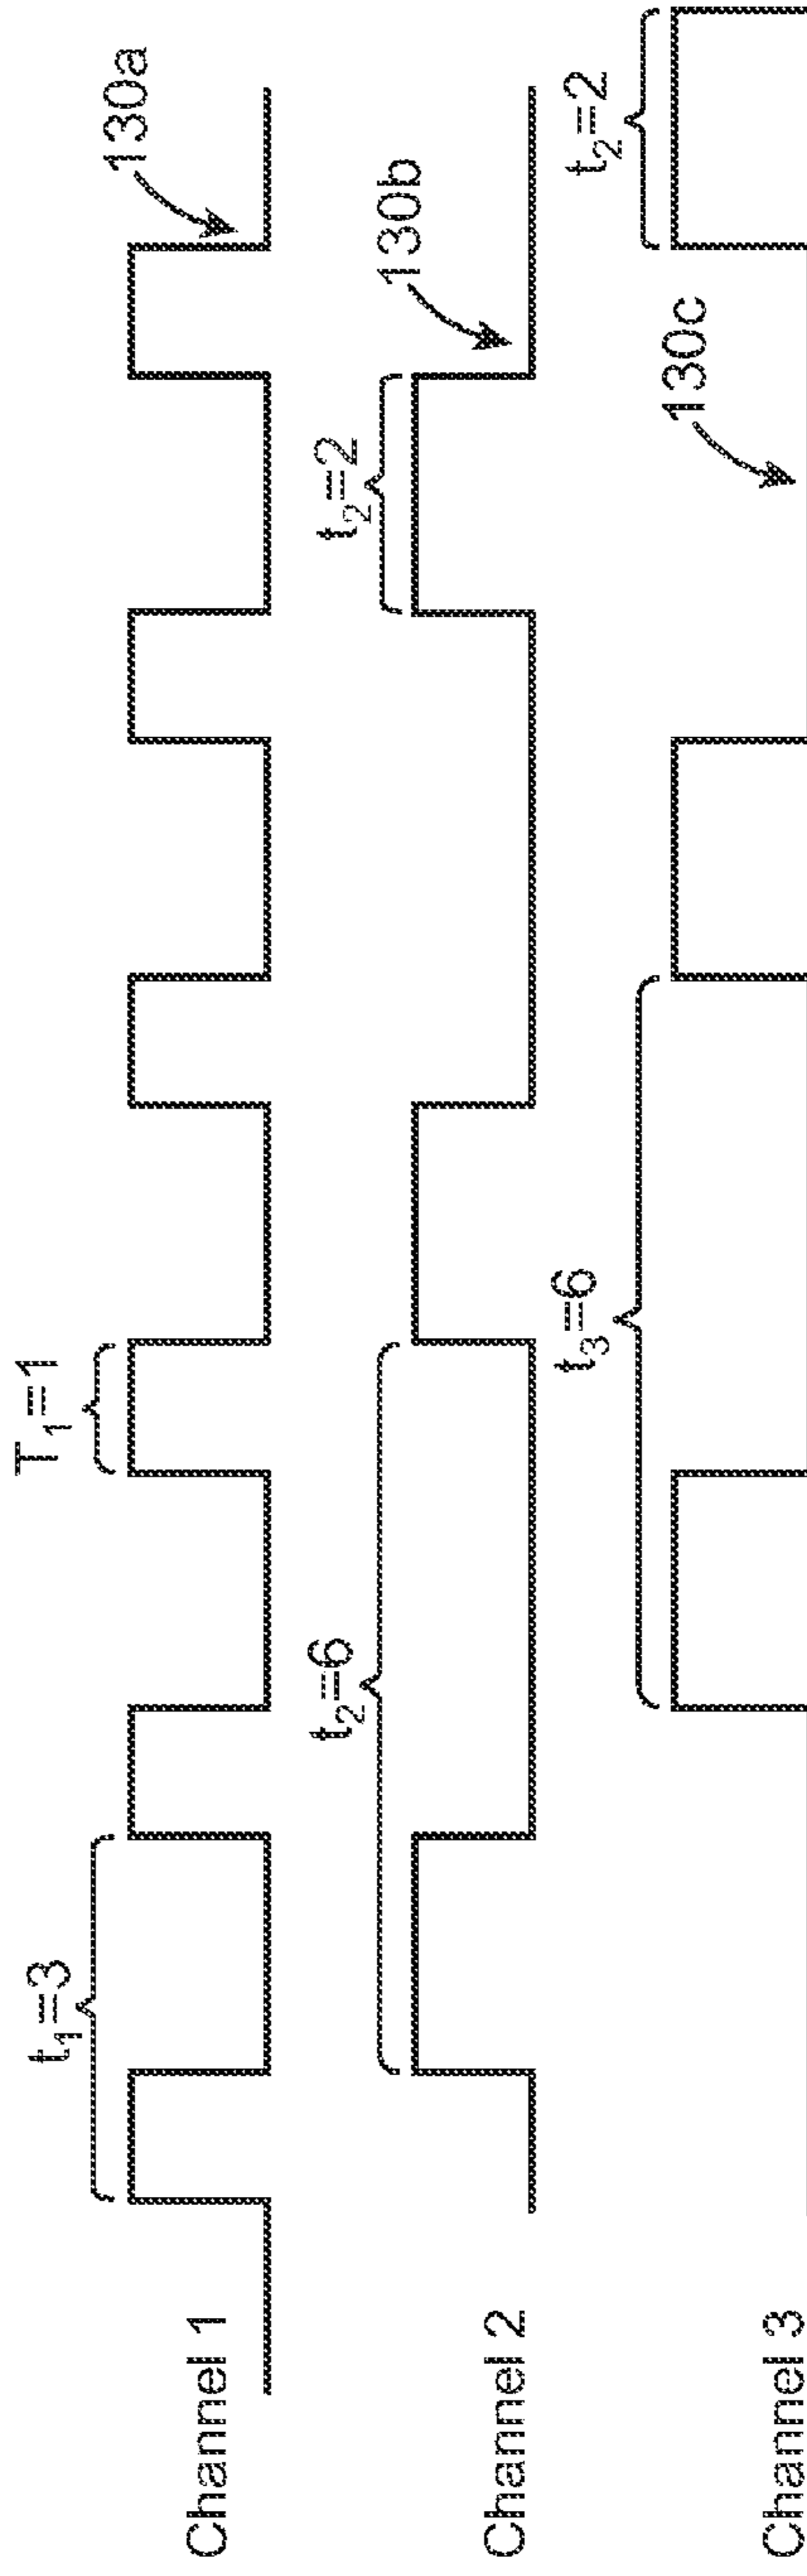 Channel 1
t₁=3
T₁=1
130a
Channel 2
t₂=6
t₂=2
130b
Channel 3
t₃=6
130c
t₂=2